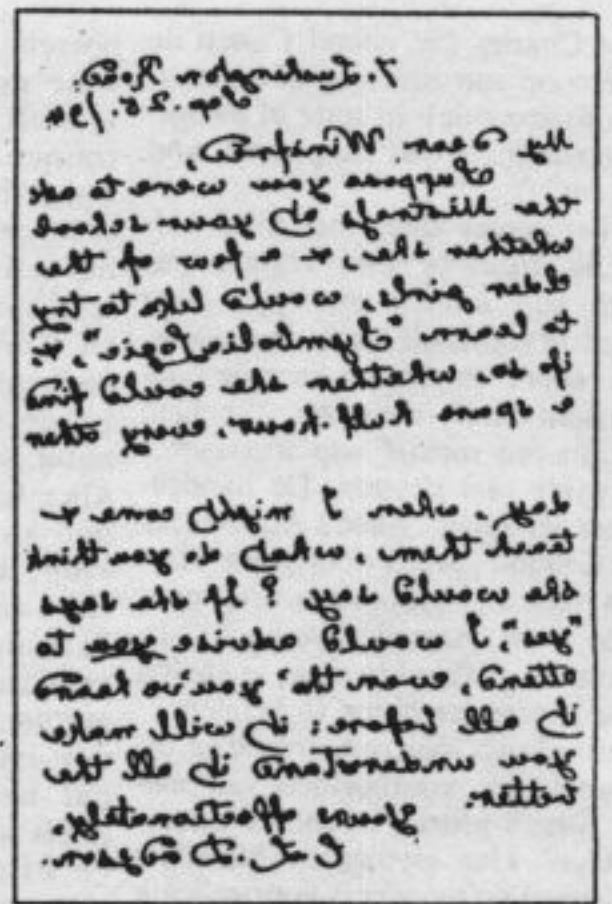 7. Lushington Road.
Sep. 25.
My dear Winifred,
Suppose you were to ask
the Mistress of your school
whether she, & a few of the
elder girls, would like to try
to learn "Symbolic Logic", &,
if so, whether she could find
a spare half-hour, every other
day, when I might come &
teach them, what do you think
she would say? If she says
"yes", I would advise you to
attend, even tho' you've heard
it all before: it will make
you understand it all the
better. Yours affectionately,
C. L. Dodgson.